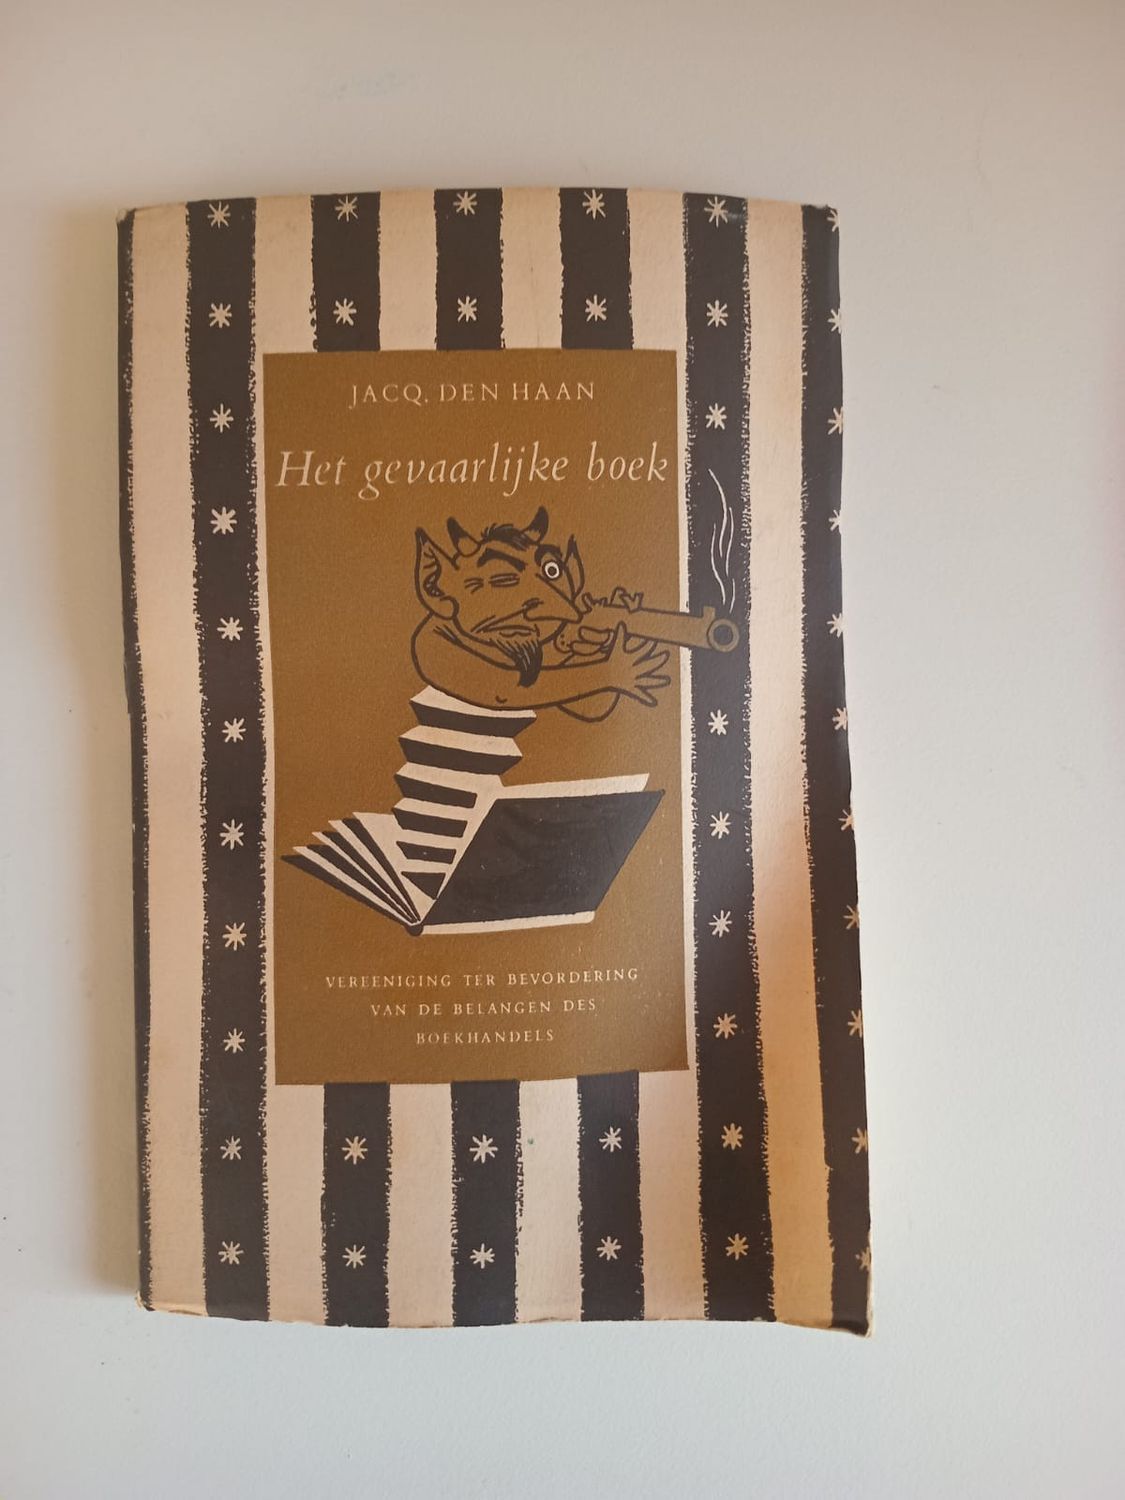 JACQ. DEN HAAN
Het gevaarlijke boek
VEREENIGING TER BEVORDERING
VAN DE BELANGEN DES
BOEKHANDELS